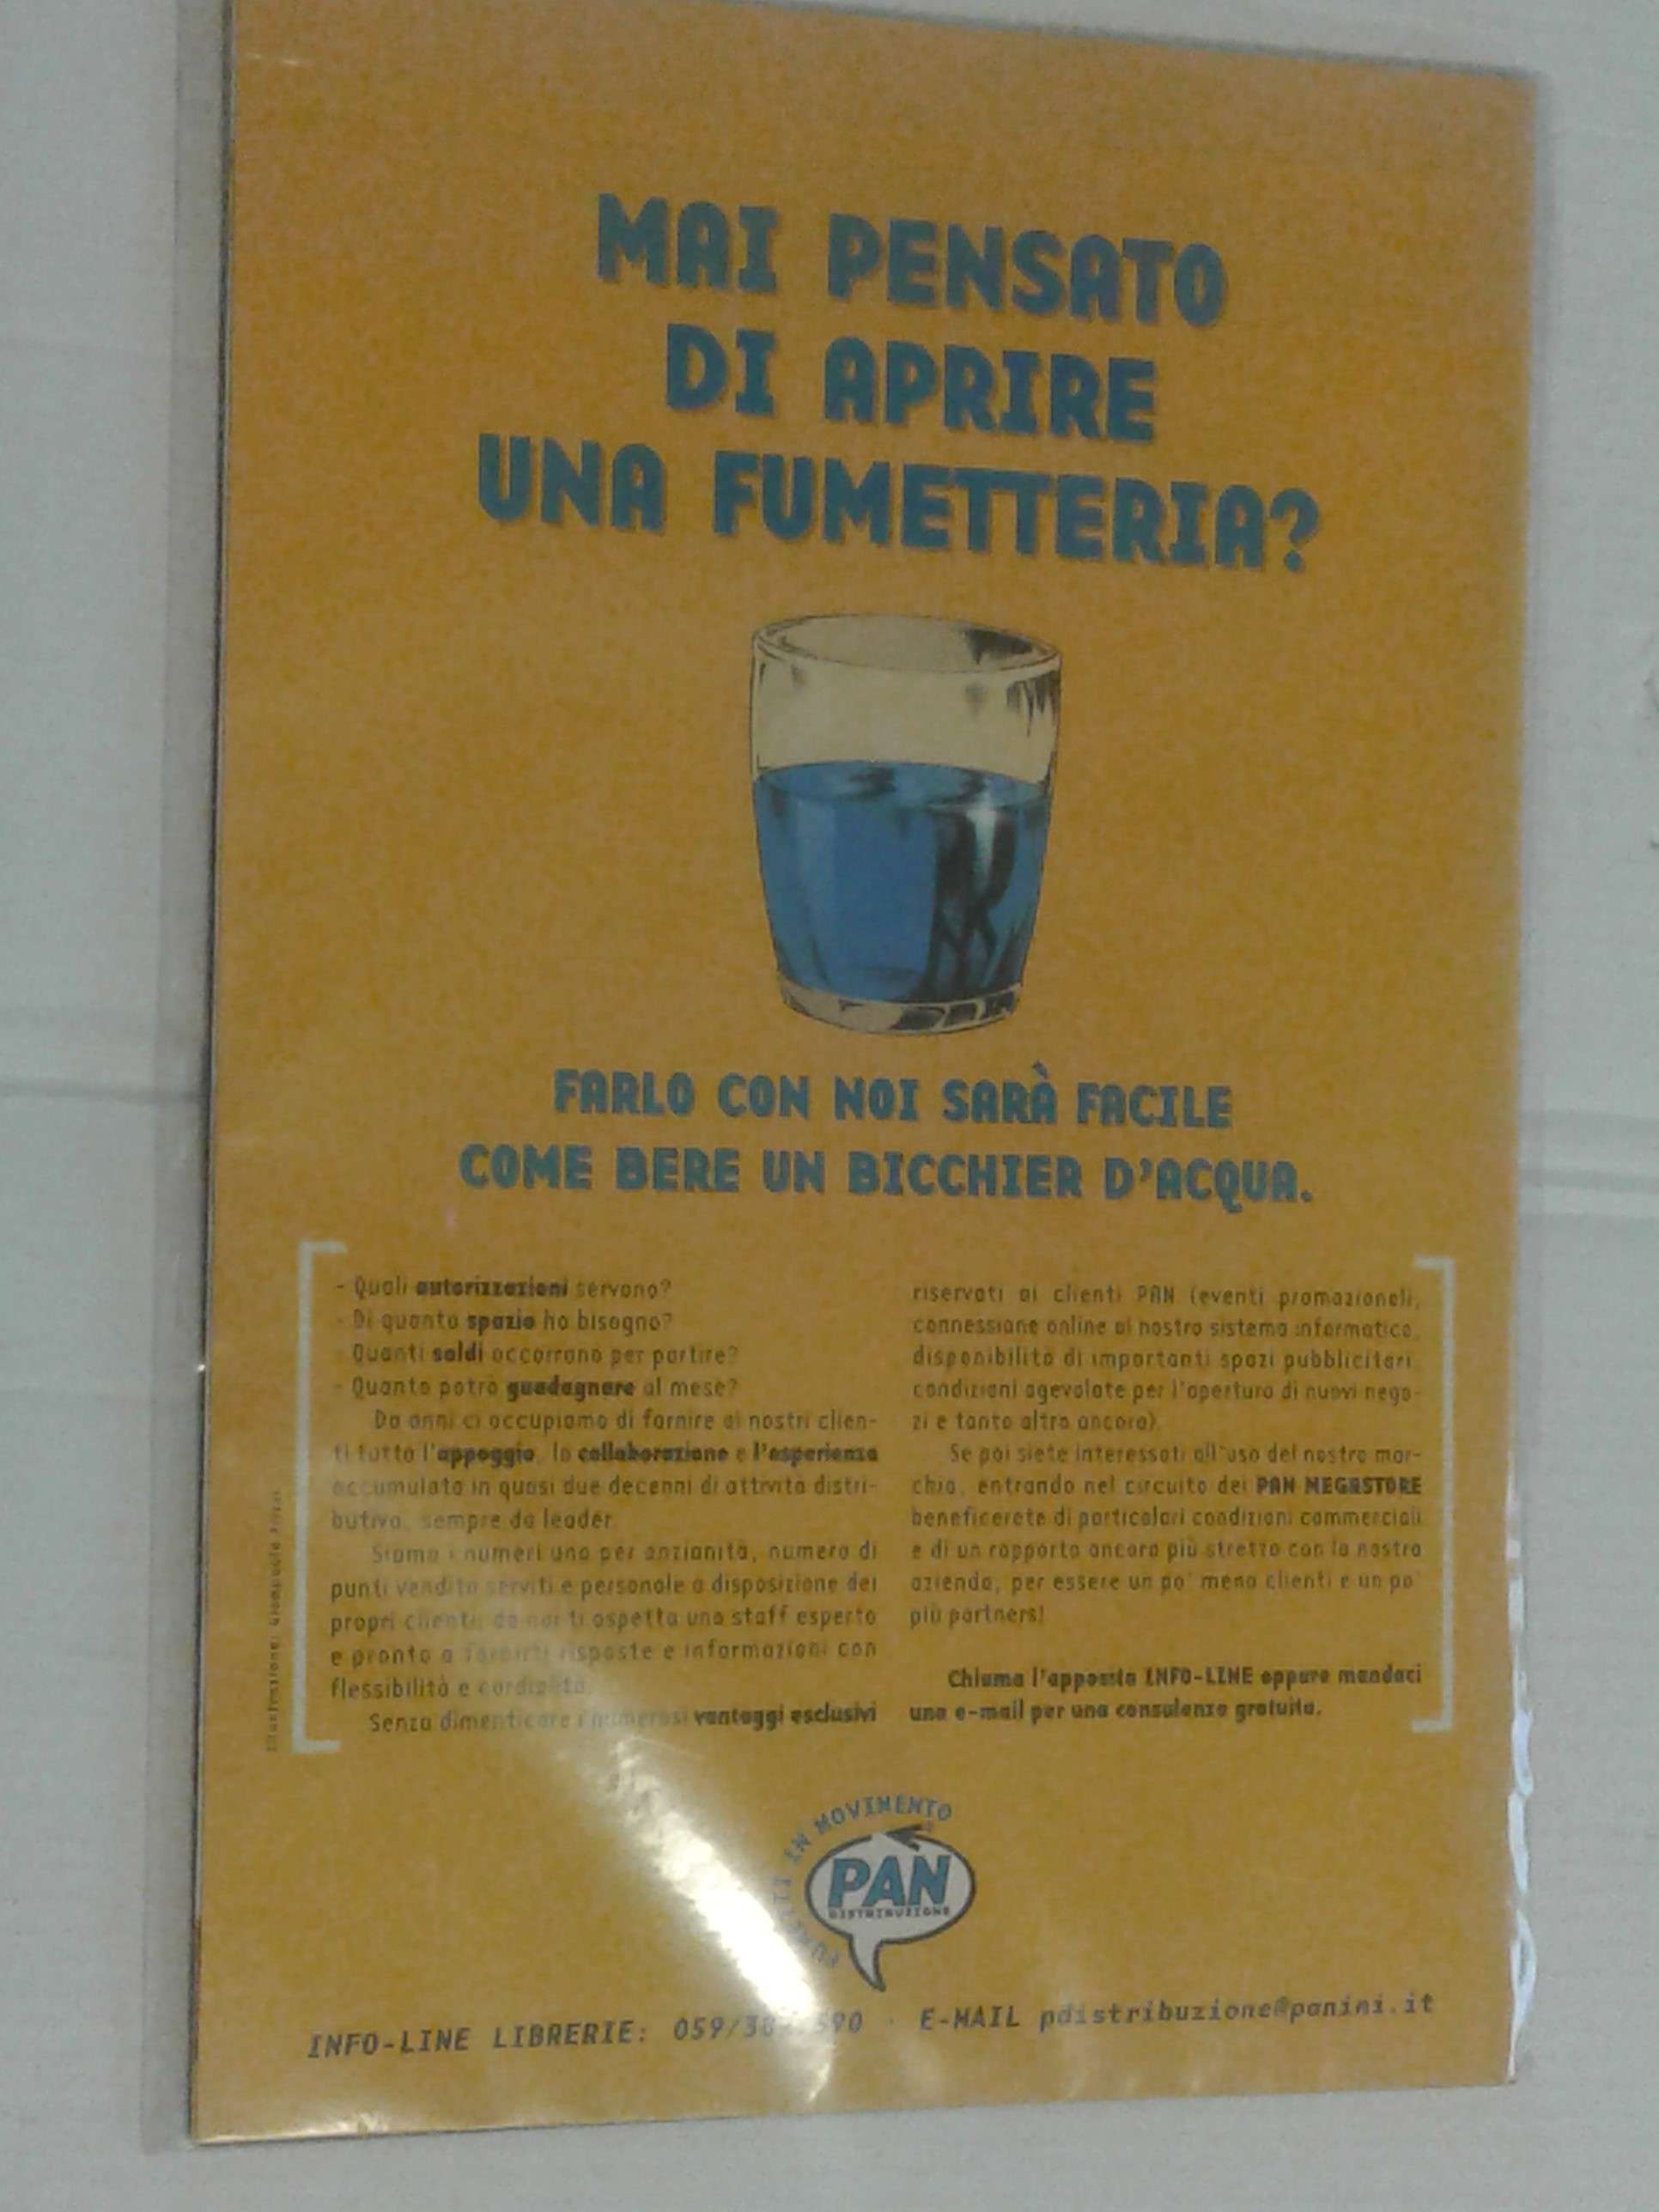 MAI PENSATO
DI APRIRE
UNA FUMETTERIA?
FARLO CON NOI SARÀ FACILE
COME BERE UN BICCHIER D'ACQUA.
- Quali autorizzazioni servono?
- Di quanto spazio ho bisogno?
- Quanti soldi occorrono per partire?
- Quanto potrò guadagnare al mese?
Da anni ci occupiamo di fornire ai nostri clien-
ti tutto l'appoggio, la collaborazione e l'esperienza
accumulata in quasi due decenni di attività distri-
butiva, sempre da leader.
Siamo i numeri uno per anzianità, numero di
punti vendita serviti e personale a disposizione dei
propri clienti: da noi ti aspetta uno staff esperto
e pronto a fornirti risposte e informazioni con
flessibilità e cordialità.
Senza dimenticare i numerosi vantaggi esclusivi
riservati ai clienti PAN (eventi promozionali,
connessione online al nostro sistema informatico,
disponibilità di importanti spazi pubblicitari,
condizioni agevolate per l'apertura di nuovi nego-
zi e tanto altro ancora).
Se poi siete interessati all'uso del nostro mar-
chio, entrando nel circuito dei PAN MEGASTORE
beneficerete di particolari condizioni commerciali
e di un rapporto ancora più stretto con la nostra
azienda, per essere un po' meno clienti e un po'
più partners!
Chiama l'apposita INFO-LINE oppure mandaci
una e-mail per una consulenza gratuita.
Illustrazione: Giuseppe
FUMETTI IN MOVIMENTO
PAN
DISTRIBUZIONE
INFO-LINE LIBRERIE: E-MAIL pdistribuzione@panini.it